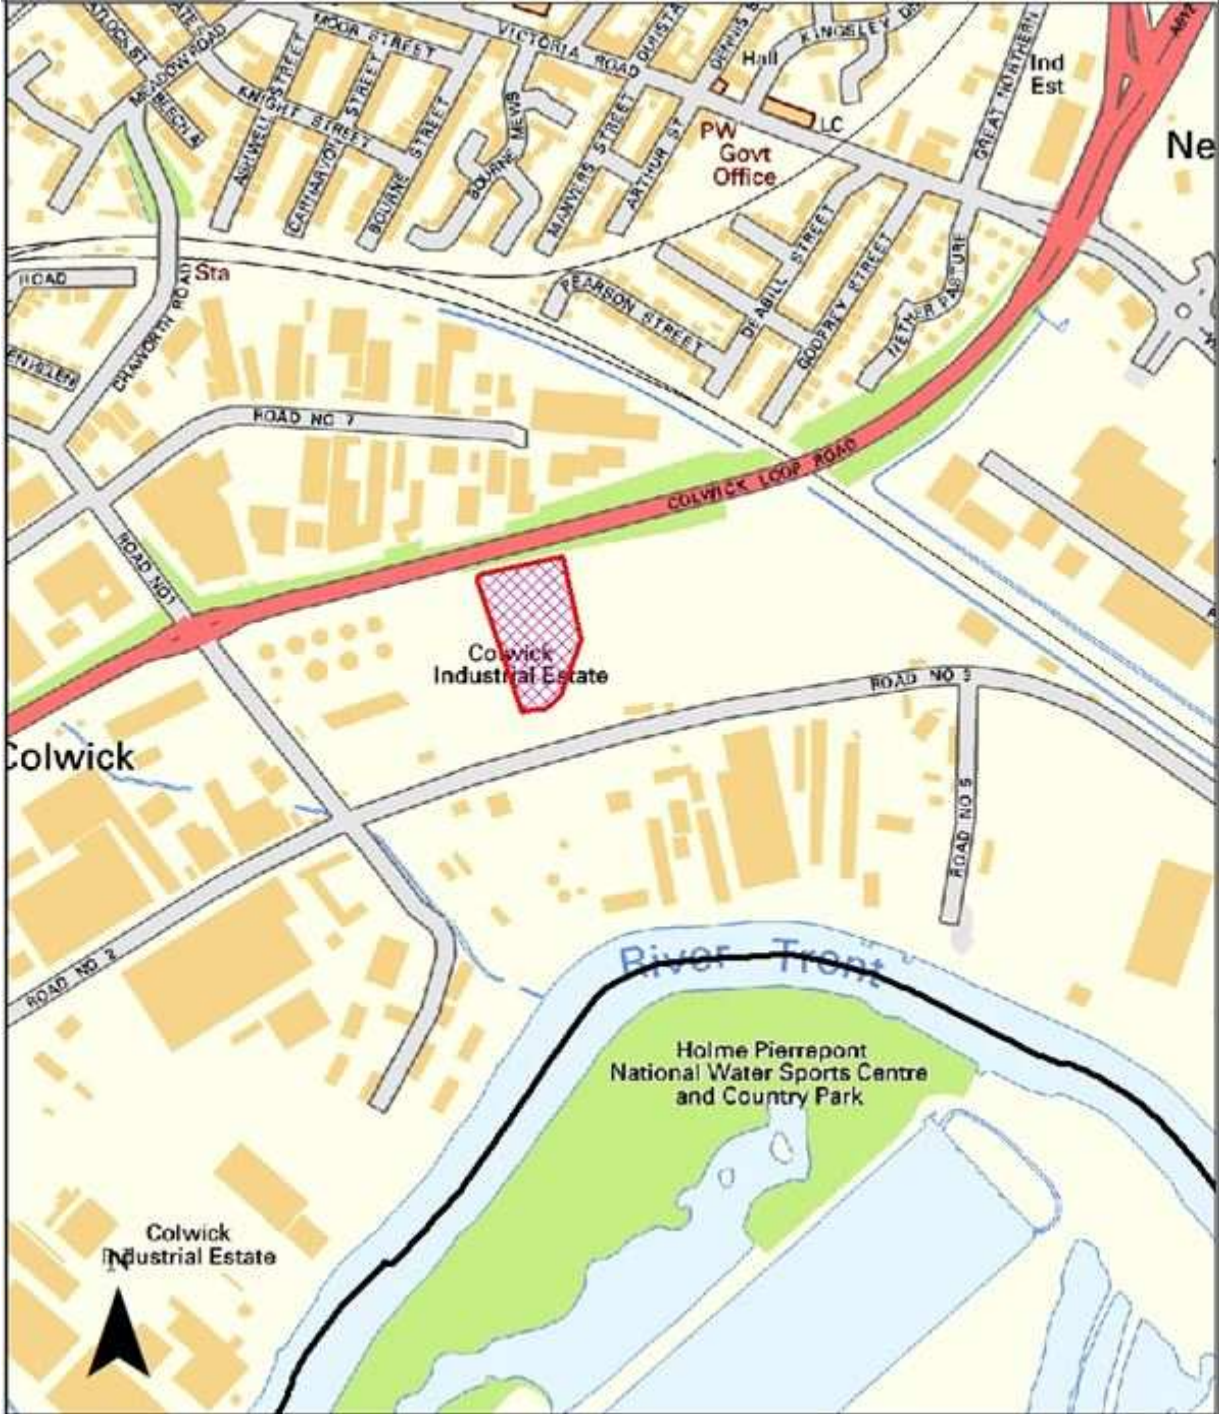 MOOR STREET
VICTORIA ROAD
KINGSLEY
MEADOW ROAD
Hall
Ind
Est
GREAT NORTHERN
A612
KNIGHT STREET
STREET
STREET
BOURNE STREET
BOURNE MEWS
MANVERS STREET
ARTHUR ST
LC
PW
Govt
Office
Ne
ROAD
Sta
CHAWORTH ROAD
PEARSON STREET
DEABILL STREET
GODFREY STREET
NETHER PASTURE
ROAD NO 7
COLWICK LOOP ROAD
ROAD NO 1
Colwick
Industrial Estate
ROAD NO 3
Colwick
ROAD NO 5
ROAD NO 2
River Trent
Holme Pierrepont
National Water Sports Centre
and Country Park
Colwick
Industrial Estate
N